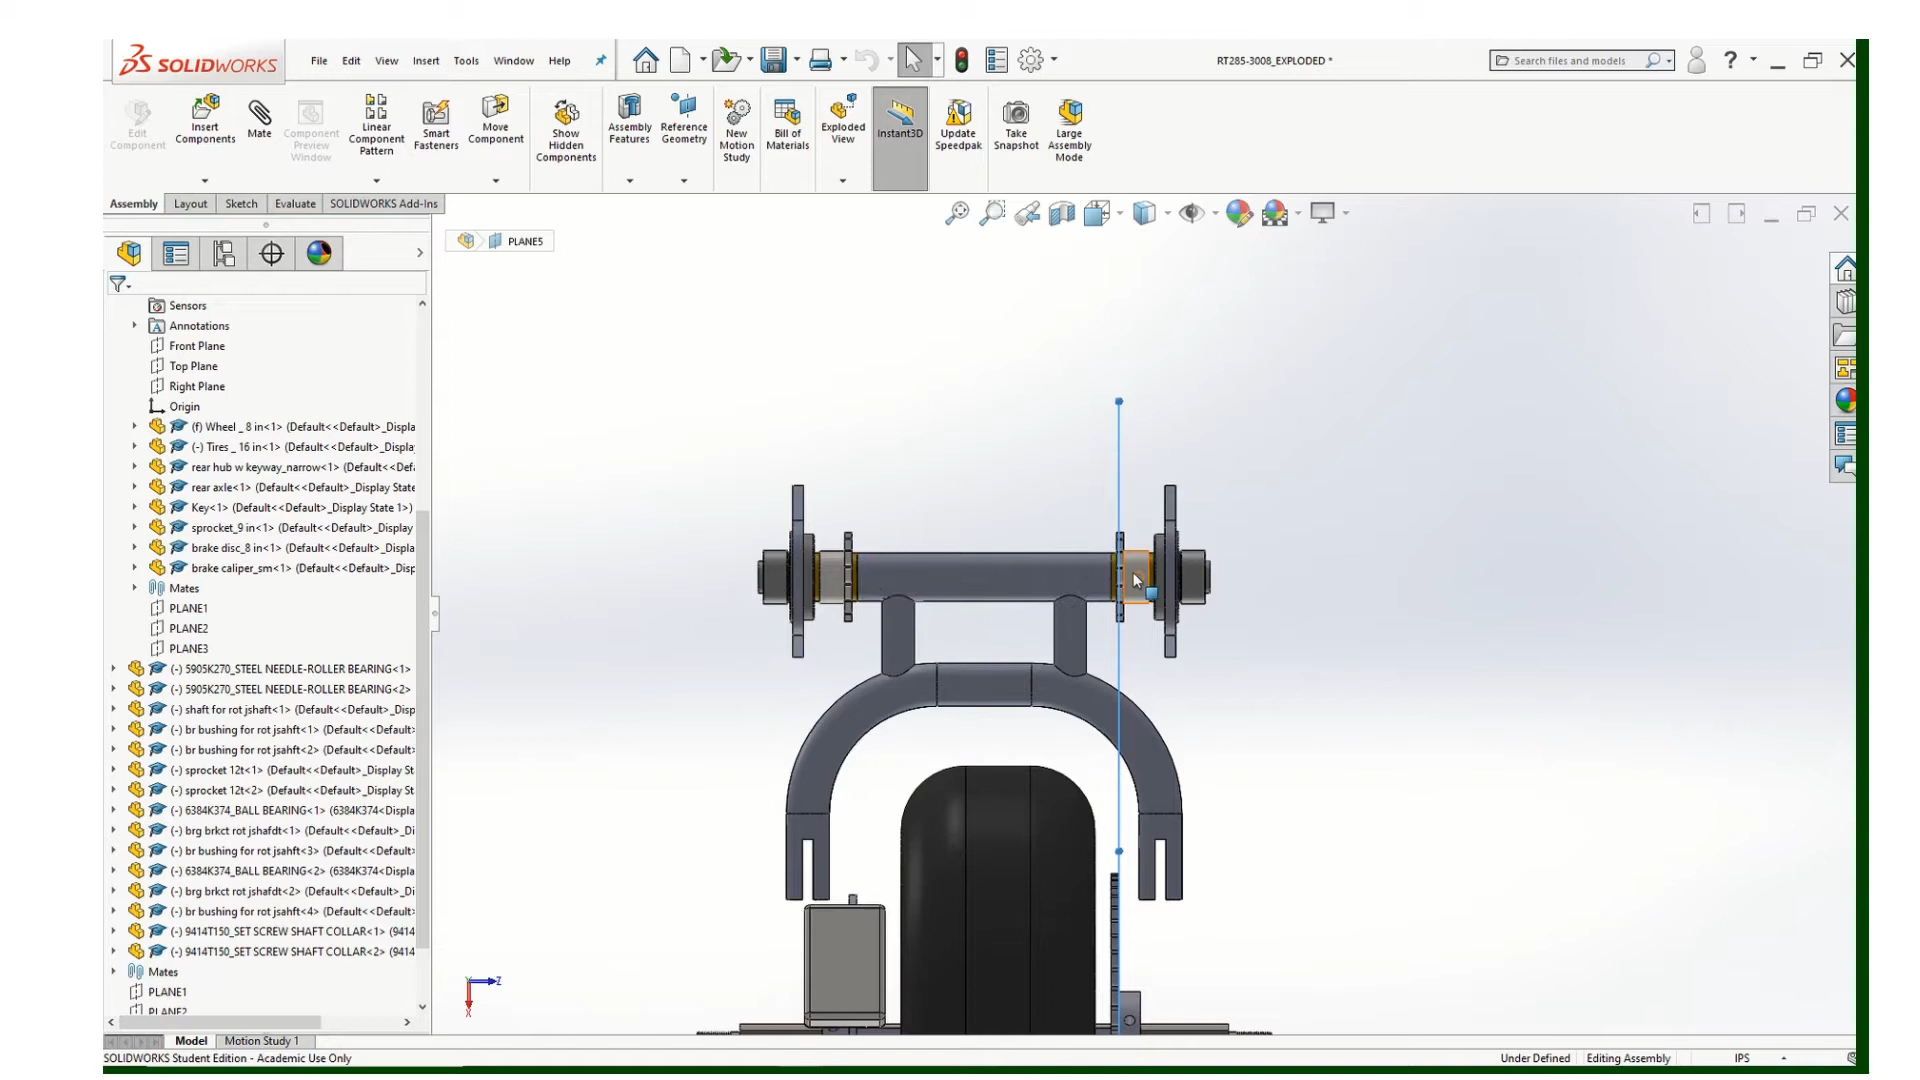 SOLIDWORKS File Edit View Insert Tools Window Help RT285-3008_EXPLODED * Search files and models ?
Edit Component
Insert Components
Mate
Component Preview Window
Linear Component Pattern
Smart Fasteners
Move Component
Show Hidden Components
Assembly Features
Reference Geometry
New Motion Study
Bill of Materials
Exploded View
Instant3D
Update Speedpak
Take Snapshot
Large Assembly Mode
Assembly Layout Sketch Evaluate SOLIDWORKS Add-Ins
PLANE5
Sensors
Annotations
Front Plane
Top Plane
Right Plane
Origin
(f) Wheel _ 8 in<1> (Default<<Default>_Displa
(-) Tires _ 16 in<1> (Default<<Default>_Displa
rear hub w keyway_narrow<1> (Default<<Defa
rear axle<1> (Default<<Default>_Display State
Key<1> (Default<<Default>_Display State 1>)
sprocket_9 in<1> (Default<<Default>_Display
brake disc_8 in<1> (Default<<Default>_Display
brake caliper_sm<1> (Default<<Default>_Displ
Mates
PLANE1
PLANE2
PLANE3
(-) 5905K270_STEEL NEEDLE-ROLLER BEARING<1>
(-) 5905K270_STEEL NEEDLE-ROLLER BEARING<2>
(-) shaft for rot jshaft<1> (Default<<Default>_Displ
(-) br bushing for rot jsahft<1> (Default<<Default>
(-) br bushing for rot jsahft<2> (Default<<Default>
(-) sprocket 12t<1> (Default<<Default>_Display St
(-) sprocket 12t<2> (Default<<Default>_Display St
(-) 6384K374_BALL BEARING<1> (6384K374<Displa
(-) brg brkct rot jshafdt<1> (Default<<Default>_Di
(-) br bushing for rot jsahft<3> (Default<<Default>
(-) 6384K374_BALL BEARING<2> (6384K374<Displa
(-) brg brkct rot jshafdt<2> (Default<<Default>_Di
(-) br bushing for rot jsahft<4> (Default<<Default>
(-) 9414T150_SET SCREW SHAFT COLLAR<1> (9414
(-) 9414T150_SET SCREW SHAFT COLLAR<2> (9414
Mates
PLANE1
PLANE2
Z
X
Model Motion Study 1
SOLIDWORKS Student Edition - Academic Use Only Under Defined Editing Assembly IPS